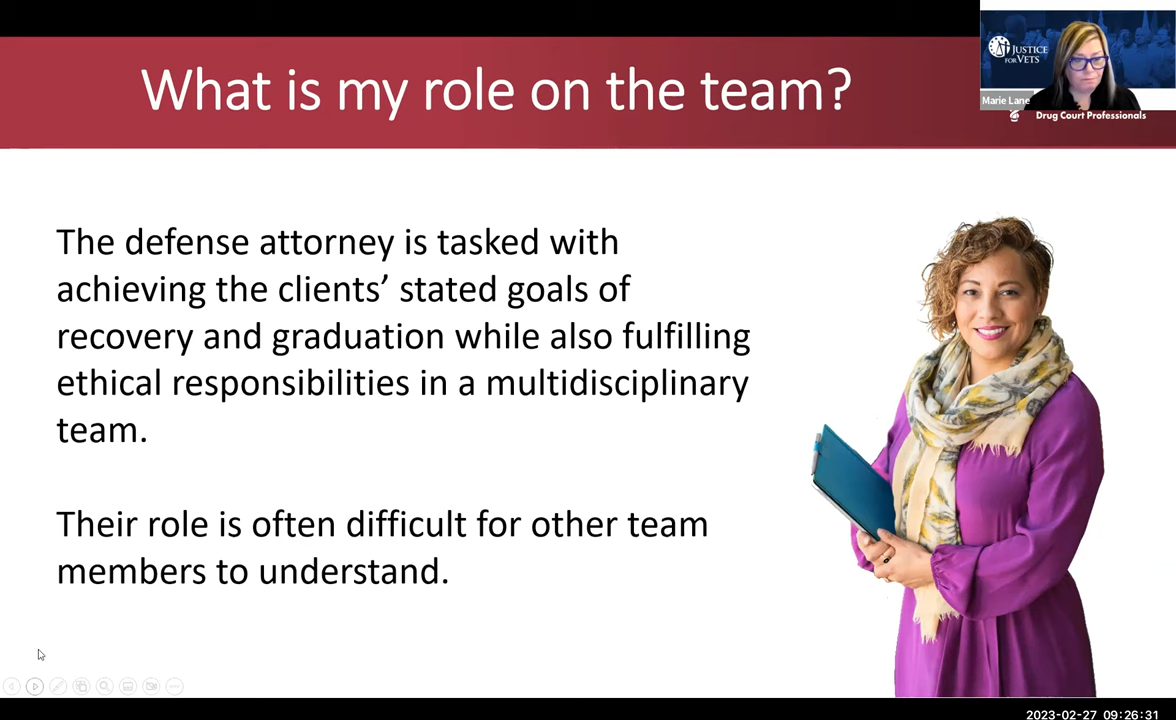 What is my role on the team?
JUSTICE
FOR VETS
Marie Lane
Drug Court Professionals
The defense attorney is tasked with
achieving the clients’ stated goals of
recovery and graduation while also fulfilling
ethical responsibilities in a multidisciplinary
team.
Their role is often difficult for other team
members to understand.
2023-02-27 09:26:31